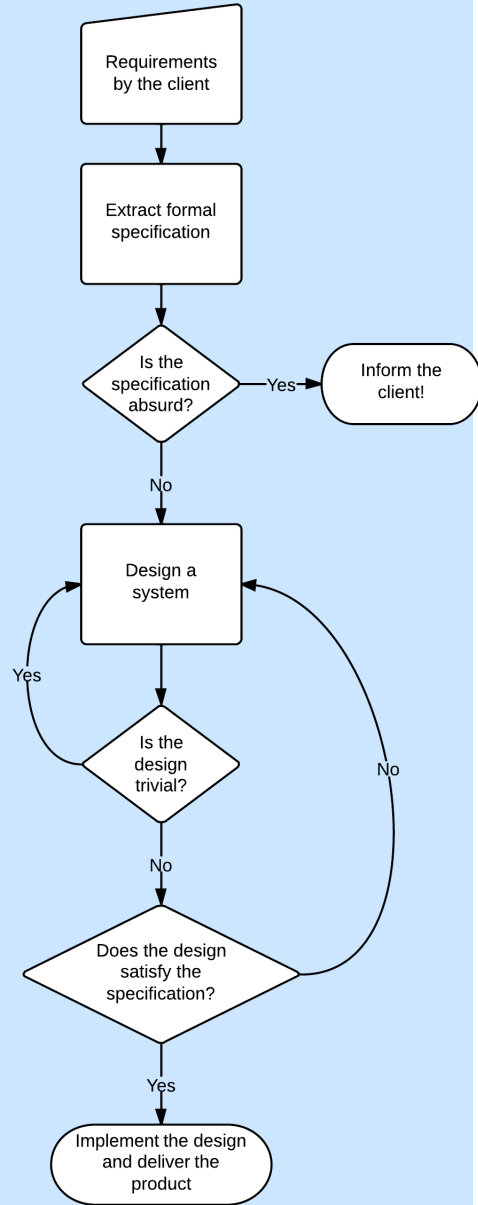 Requirements
by the client
Extract formal
specification
Is the
specification
absurd?
Yes
Inform the
client!
No
Design a
system
Yes
Is the
design
trivial?
No
No
Does the design
satisfy the
specification?
Yes
Implement the design
and deliver the
product